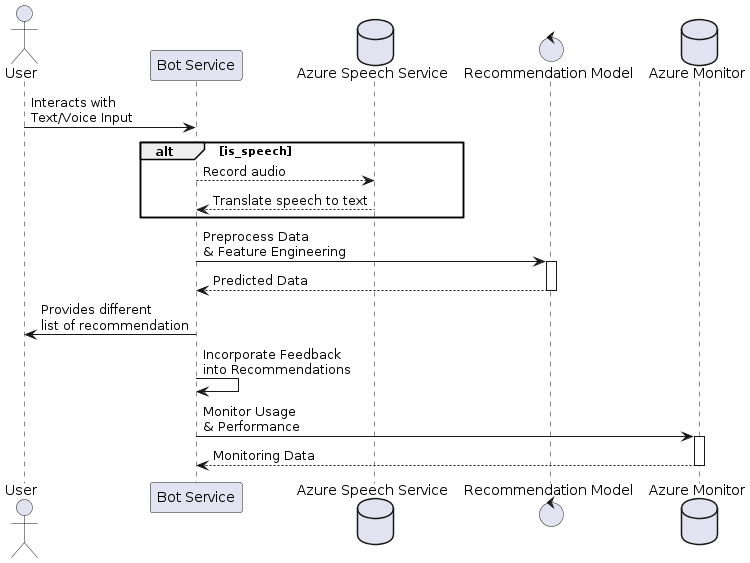 User
Bot Service
Azure Speech Service
Recommendation Model
Azure Monitor
Interacts with
Text/Voice Input
alt [is_speech]
Record audio
Translate speech to text
Preprocess Data
& Feature Engineering
Predicted Data
Provides different
list of recommendation
Incorporate Feedback
into Recommendations
Monitor Usage
& Performance
Monitoring Data
User
Bot Service
Azure Speech Service
Recommendation Model
Azure Monitor